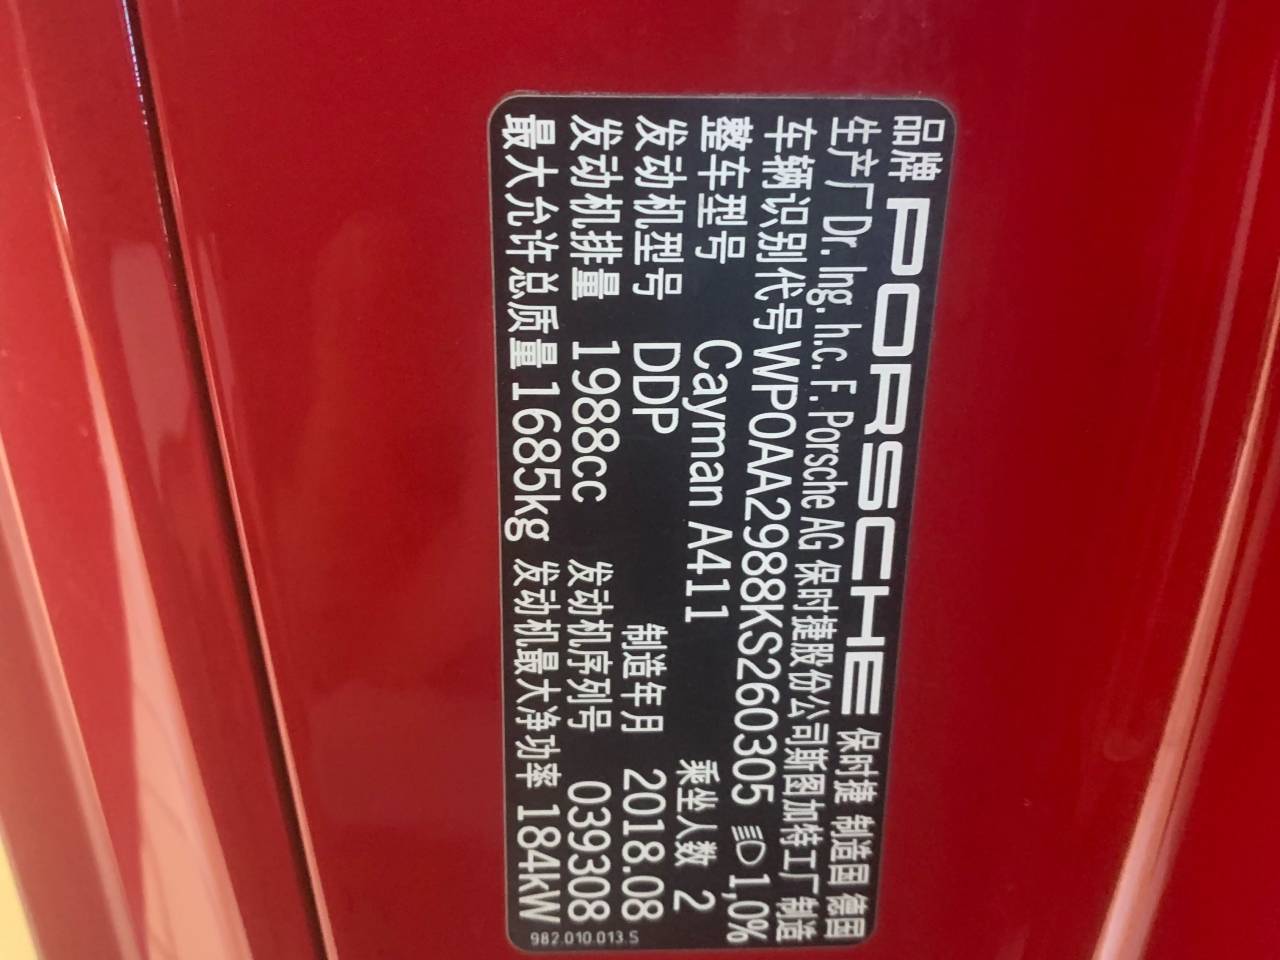 品牌 PORSCHE 保时捷 制造国 德国
生产厂Dr. Ing. h.c. F. Porsche AG 保时捷股份公司斯图加特工厂制造
车辆识别代号 WP0AA2988KS260305 1,0%
整车型号 Cayman A411 乘坐人数 2
发动机型号 DDP 制造年月 2018.08
发动机排量 1988cc 发动机序列号 039308
最大允许总质量 1685kg 发动机最大净功率 184kW
982.010.013.S